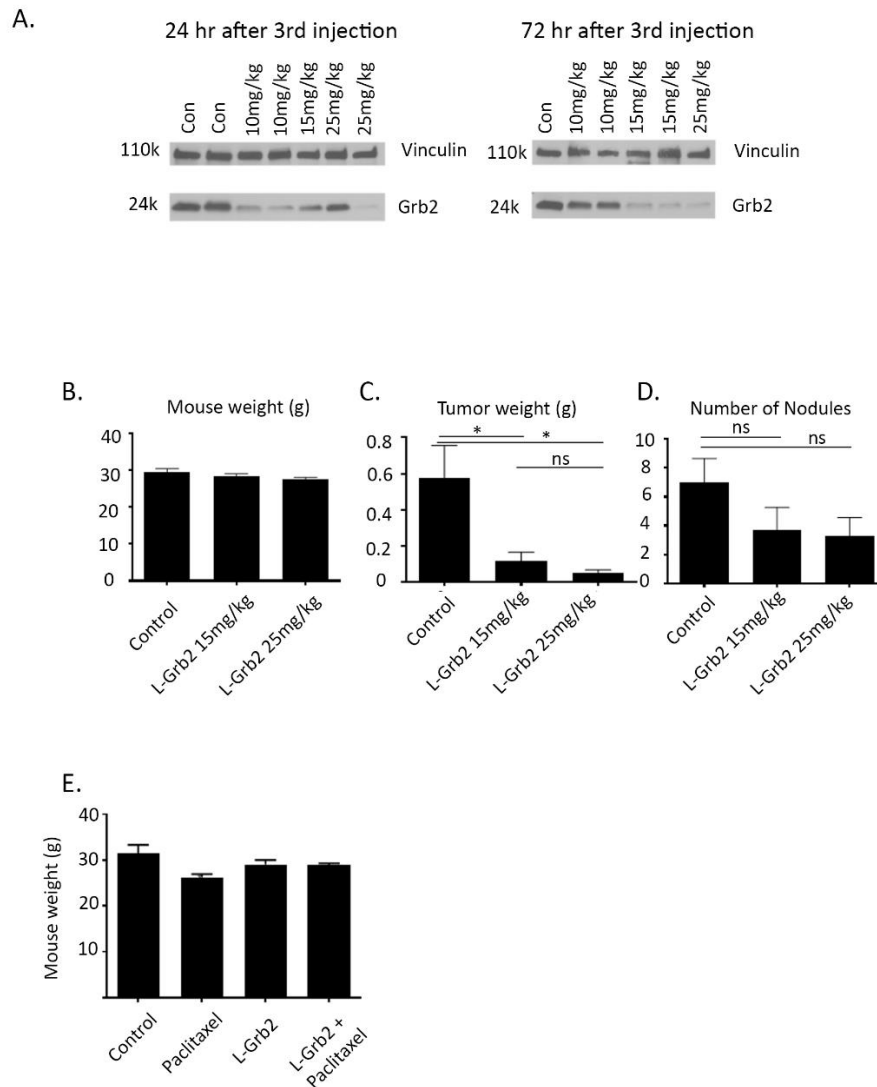 A.
24 hr after 3rd injection
Con Con 10mg/kg 10mg/kg 15mg/kg 25mg/kg 25mg/kg
110k Vinculin
24k Grb2
72 hr after 3rd injection
Con 10mg/kg 10mg/kg 15mg/kg 15mg/kg 25mg/kg
110k Vinculin
24k Grb2
B.
Mouse weight (g)
40
30
20
10
0
Control
L-Grb2 15mg/kg
L-Grb2 25mg/kg
C.
Tumor weight (g)
0.8
0.6
0.4
0.2
0
* *
ns
Control
L-Grb2 15mg/kg
L-Grb2 25mg/kg
D.
Number of Nodules
10
8
6
4
2
0
ns ns
Control
L-Grb2 15mg/kg
L-Grb2 25mg/kg
E.
Mouse weight (g)
40
30
20
10
Control
Paclitaxel
L-Grb2
L-Grb2 +
Paclitaxel